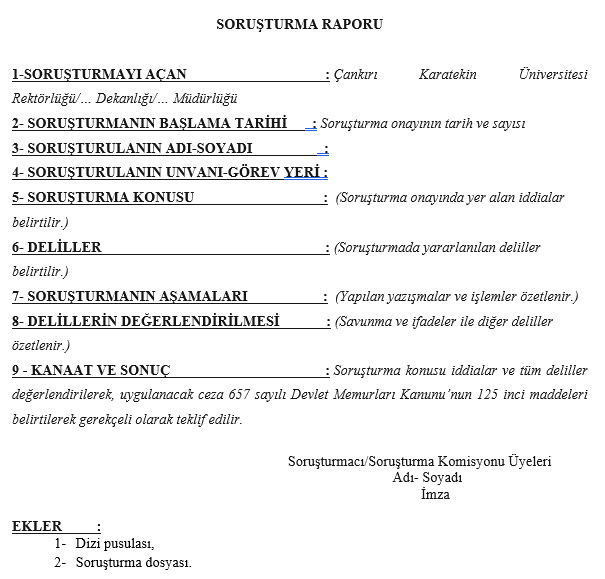 SORUŞTURMA RAPORU
1-SORUŞTURMAYI AÇAN : Çankırı Karatekin Üniversitesi
Rektörlüğü/… Dekanlığı/… Müdürlüğü
2- SORUŞTURMANIN BAŞLAMA TARİHİ : Soruşturma onayının tarih ve sayısı
3- SORUŞTURULANIN ADI-SOYADI :
4- SORUŞTURULANIN UNVANI-GÖREV YERİ :
5- SORUŞTURMA KONUSU : (Soruşturma onayında yer alan iddialar
belirtilir.)
6- DELİLLER : (Soruşturmada yararlanılan deliller
belirtilir.)
7- SORUŞTURMANIN AŞAMALARI : (Yapılan yazışmalar ve işlemler özetlenir.)
8- DELİLLERİN DEĞERLENDİRİLMESİ : (Savunma ve ifadeler ile diğer deliller
özetlenir.)
9 - KANAAT VE SONUÇ : Soruşturma konusu iddialar ve tüm deliller
değerlendirilerek, uygulanacak ceza 657 sayılı Devlet Memurları Kanunu’nun 125 inci maddeleri
belirtilerek gerekçeli olarak teklif edilir.
Soruşturmacı/Soruşturma Komisyonu Üyeleri
Adı- Soyadı
İmza
EKLER :
1- Dizi pusulası,
2- Soruşturma dosyası.